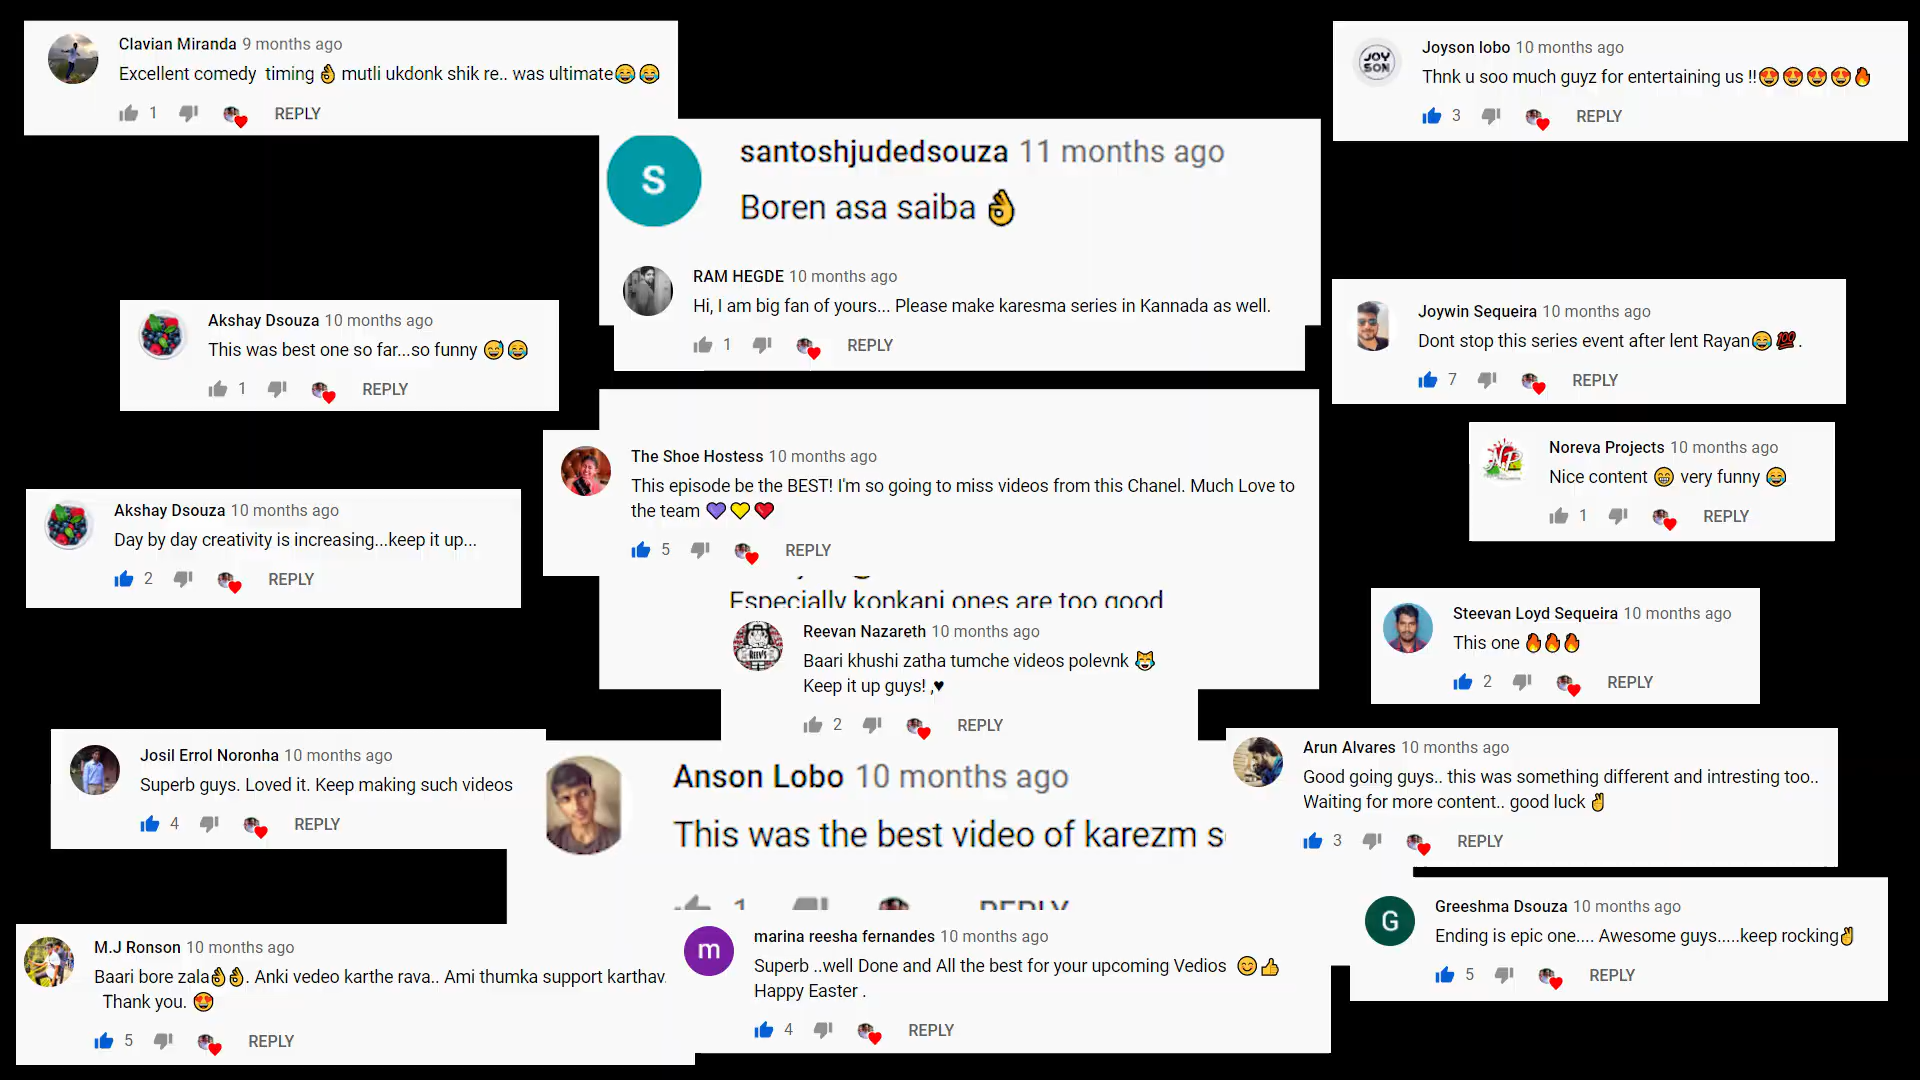 Clavian Miranda 9 months ago
Excellent comedy timing👌 mutli ukdonk shik re.. was ultimate😂😂
1 REPLY
JOY
SON
Joyson lobo 10 months ago
Thnk u soo much guyz for entertaining us !!😍😍😍😍🔥
3 REPLY
S
santoshjudedsouza 11 months ago
Boren asa saiba 👌
RAM HEGDE 10 months ago
Hi, I am big fan of yours... Please make karesma series in Kannada as well.
1 REPLY
Akshay Dsouza 10 months ago
This was best one so far...so funny 😅😂
1 REPLY
Joywin Sequeira 10 months ago
Dont stop this series event after lent Rayan😂💯.
7 REPLY
The Shoe Hostess 10 months ago
This episode be the BEST! I'm so going to miss videos from this Chanel. Much Love to
the team 💜💛❤
5 REPLY
NP
Noreva Projects 10 months ago
Nice content 😁 very funny 😂
1 REPLY
Akshay Dsouza 10 months ago
Day by day creativity is increasing...keep it up...
2 REPLY
Especially konkani ones are too good
Reevan Nazareth 10 months ago
Baari khushi zatha tumche videos polevnk 😹
Keep it up guys! ,♥
2 REPLY
Steevan Loyd Sequeira 10 months ago
This one 🔥🔥🔥
2 REPLY
Josil Errol Noronha 10 months ago
Superb guys. Loved it. Keep making such videos
4 REPLY
Anson Lobo 10 months ago
This was the best video of karezm s
1 REPLY
Arun Alvares 10 months ago
Good going guys.. this was something different and intresting too..
Waiting for more content.. good luck ✌
3 REPLY
G
Greeshma Dsouza 10 months ago
Ending is epic one.... Awesome guys.....keep rocking✌
5 REPLY
M.J Ronson 10 months ago
Baari bore zala👌👌. Anki vedeo karthe rava.. Ami thumka support karthav.
Thank you. 😍
5 REPLY
m
marina reesha fernandes 10 months ago
Superb ..well Done and All the best for your upcoming Vedios 😊👍
Happy Easter .
4 REPLY